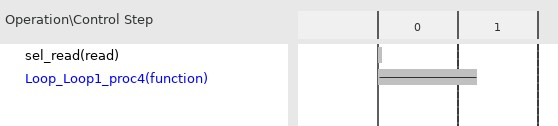 Operation\Control Step
0 1
sel_read(read)
Loop_Loop1_proc4(function)